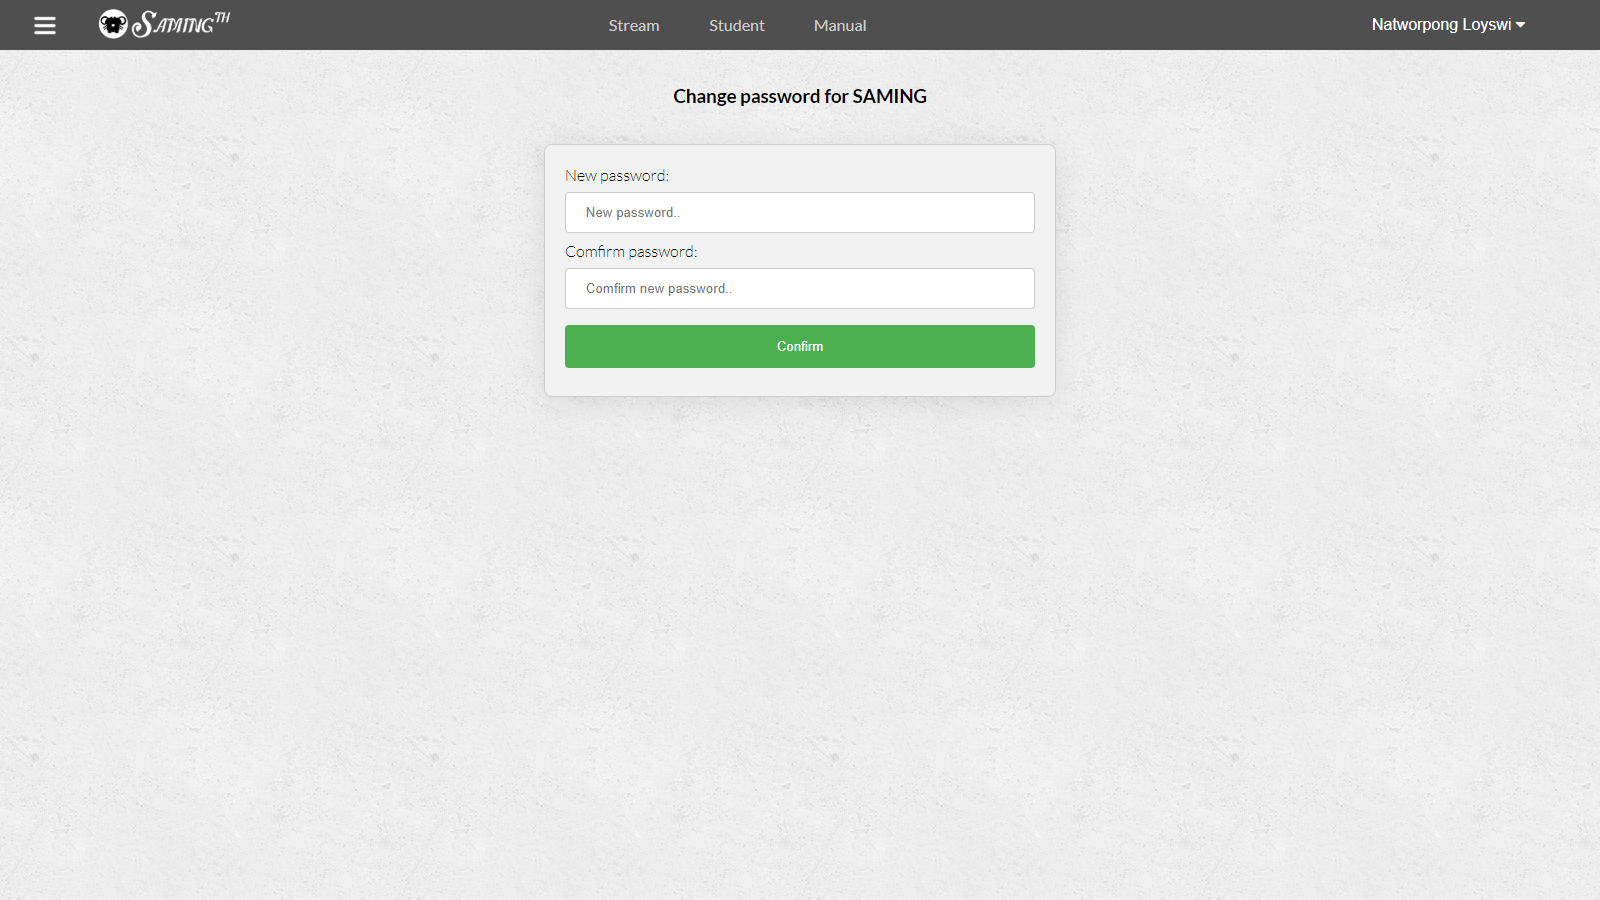 SAMINGTH
Stream
Student
Manual
Natworpong Loyswi
Change password for SAMING
New password:
New password..
Comfirm password:
Comfirm new password..
Confirm